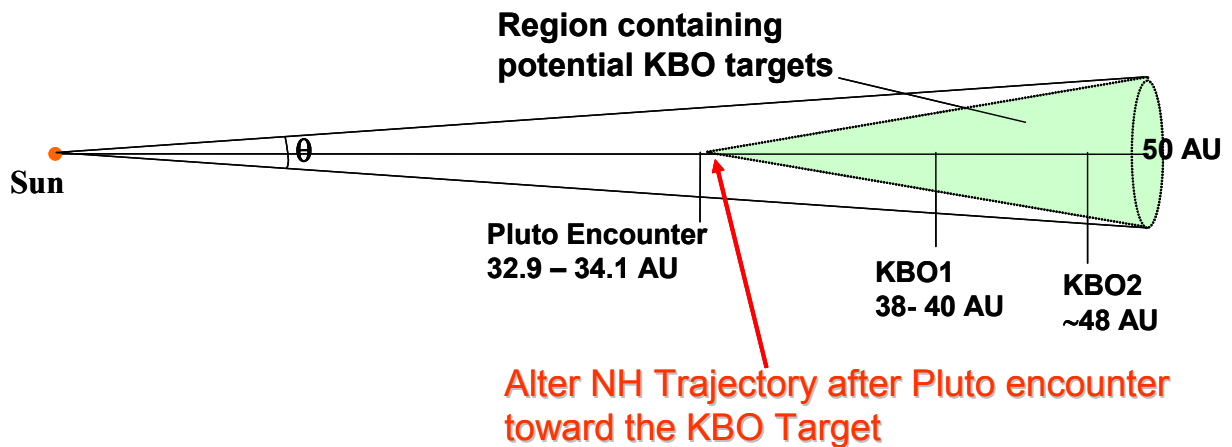 Region containing
potential KBO targets
θ
50 AU
Sun
Pluto Encounter
32.9 – 34.1 AU
KBO1
38- 40 AU
KBO2
~48 AU
Alter NH Trajectory after Pluto encounter
toward the KBO Target